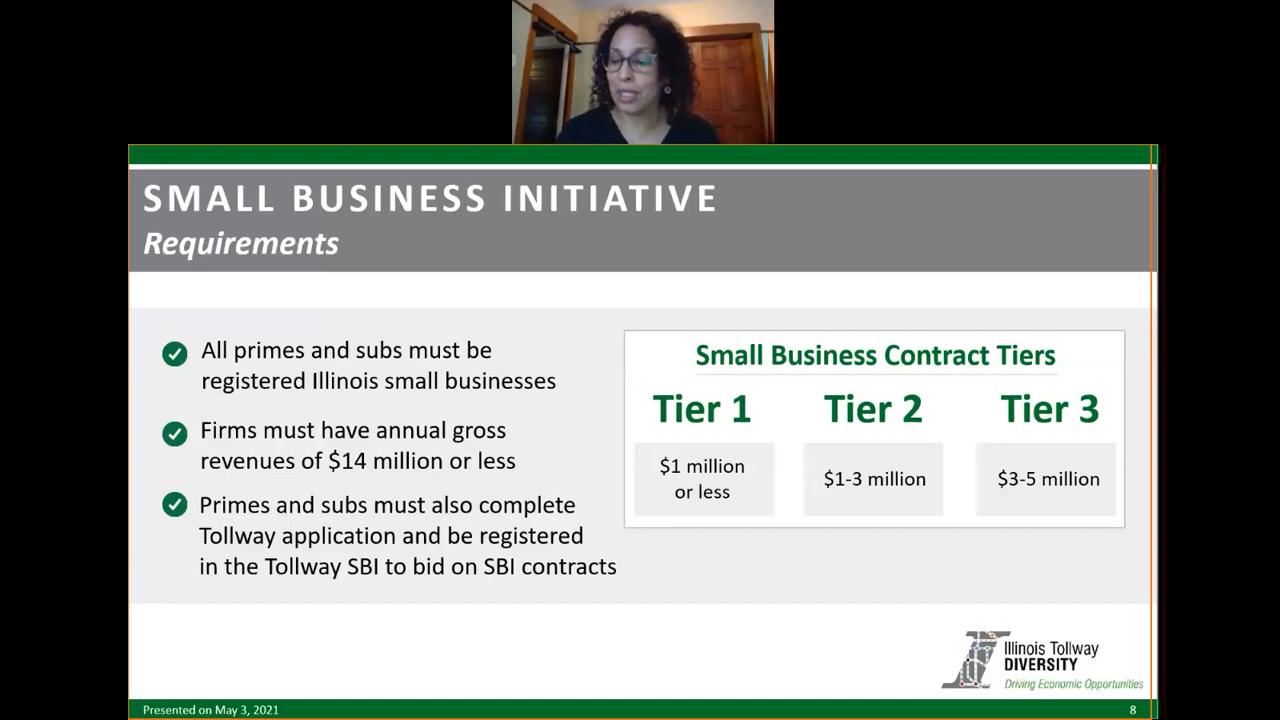 SMALL BUSINESS INITIATIVE
Requirements
All primes and subs must be
registered Illinois small businesses
Firms must have annual gross
revenues of $14 million or less
Primes and subs must also complete
Tollway application and be registered
in the Tollway SBI to bid on SBI contracts
Small Business Contract Tiers
Tier 1
$1 million
or less
Tier 2
$1-3 million
Tier 3
$3-5 million
Illinois Tollway
DIVERSITY
Driving Economic Opportunities
Presented on May 3, 2021
8